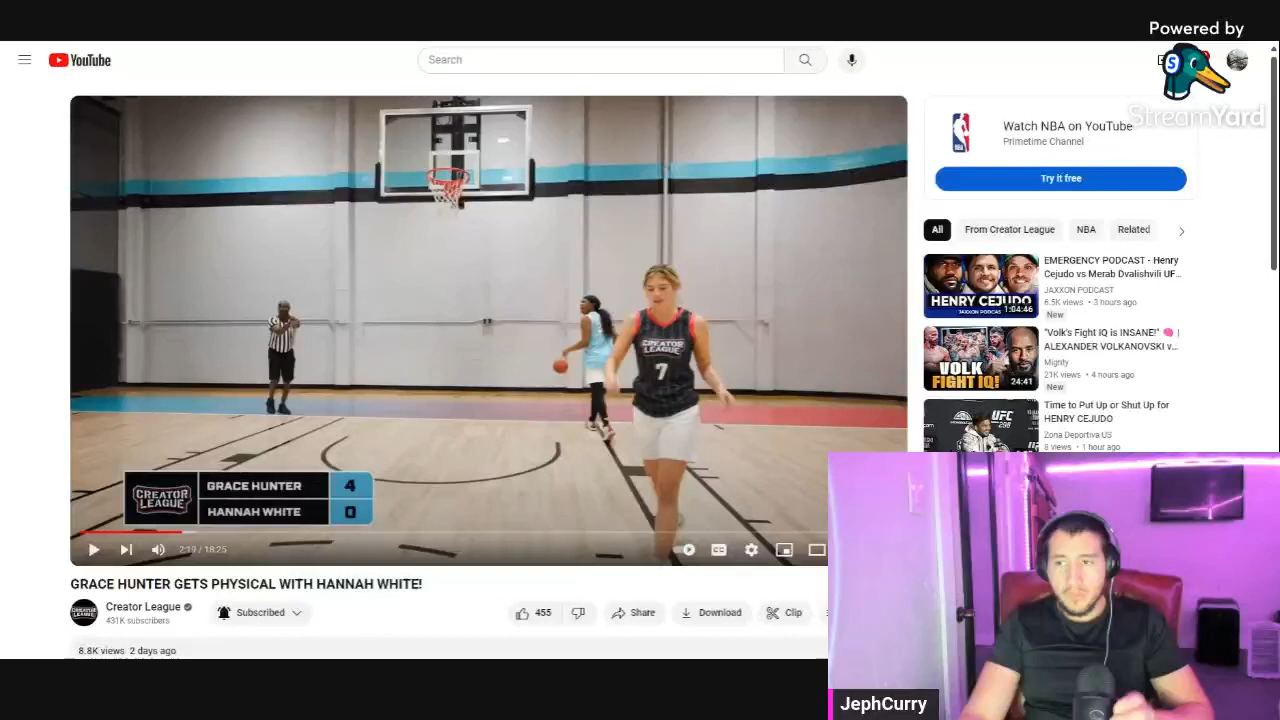 Powered by
StreamYard
YouTube
Search
CREATOR
LEAGUE
7
CREATOR
LEAGUE
GRACE HUNTER 4
HANNAH WHITE 0
2:19 / 18:25
GRACE HUNTER GETS PHYSICAL WITH HANNAH WHITE!
Creator League
431K subscribers
Subscribed
455
Share
Download
Clip
8.8K views 2 days ago
NBA
Watch NBA on YouTube
Primetime Channel
Try it free
All
From Creator League
NBA
Related
EMERGENCY PODCAST - Henry
Cejudo vs Merab Dvalishvili UF...
JAXXON PODCAST
6.5K views • 3 hours ago
New
HENRY CEJUDO
JAXXON PODCAST
1:04:46
"Volk's Fight IQ is INSANE!" 🧠 |
ALEXANDER VOLKANOVSKI v...
Mighty
21K views • 4 hours ago
New
VOLK
FIGHT IQ!
24:41
Time to Put Up or Shut Up for
HENRY CEJUDO
Zona Deportiva US
8 views • 1 hour ago
UFC
JephCurry